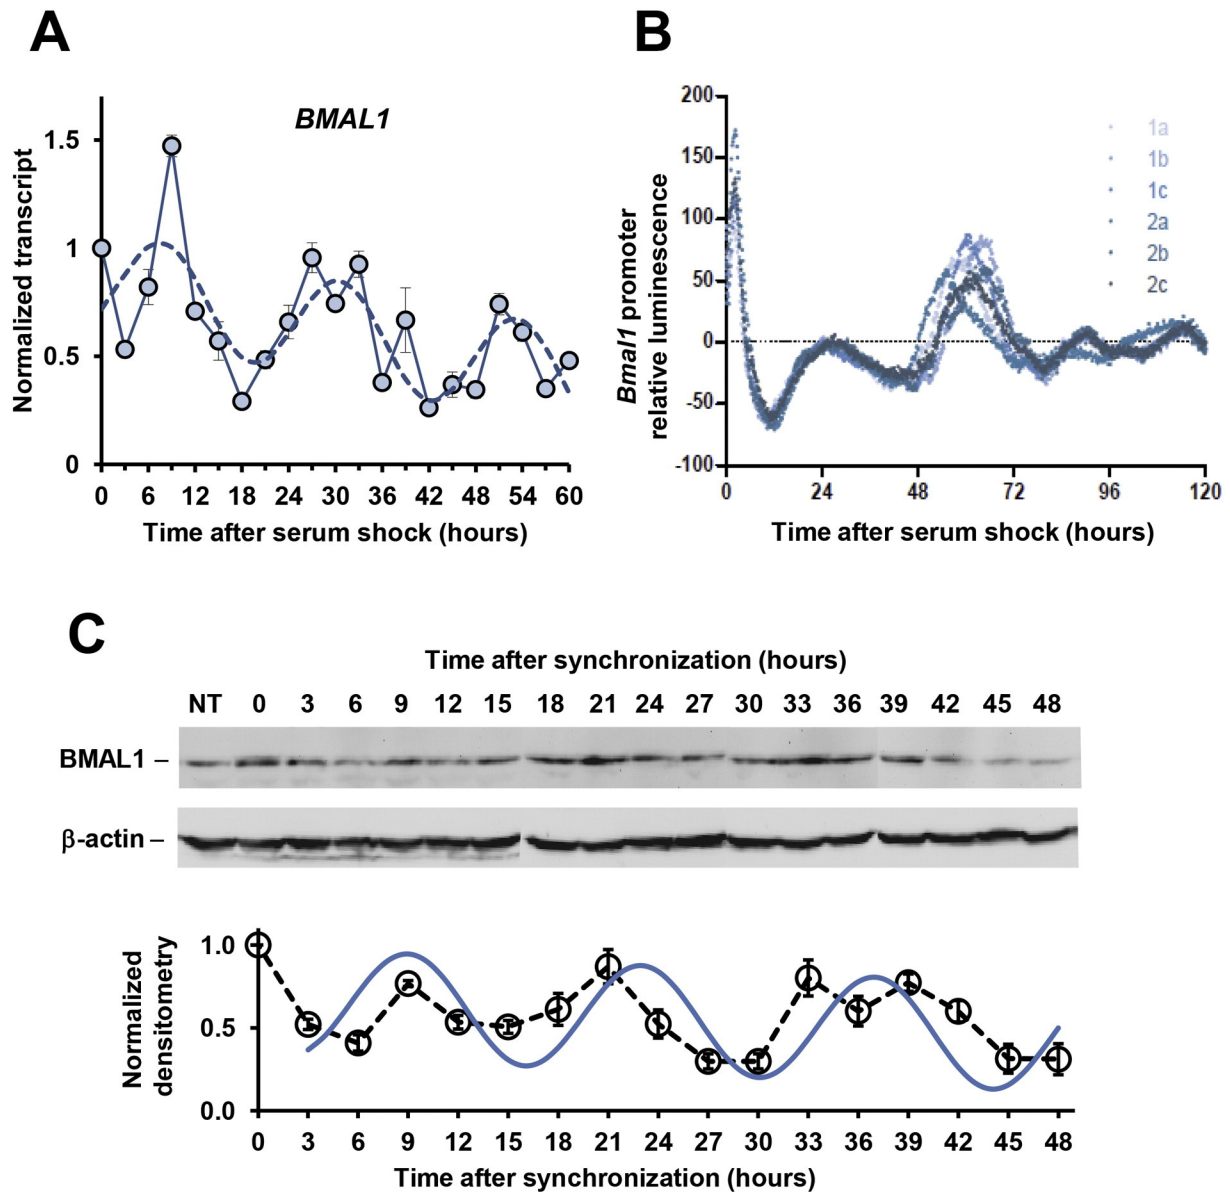 A
BMAL1
Normalized transcript
1.5
1
0.5
0
0 6 12 18 24 30 36 42 48 54 60
Time after serum shock (hours)
B
Bmal1 promoter
relative luminescence
200
150
100
50
0
-50
-100
1a
1b
1c
2a
2b
2c
0 24 48 72 96 120
Time after serum shock (hours)
C
Time after synchronization (hours)
NT 0 3 6 9 12 15 18 21 24 27 30 33 36 39 42 45 48
BMAL1 –
β-actin –
Normalized
densitometry
1.0
0.5
0.0
0 3 6 9 12 15 18 21 24 27 30 33 36 39 42 45 48
Time after synchronization (hours)